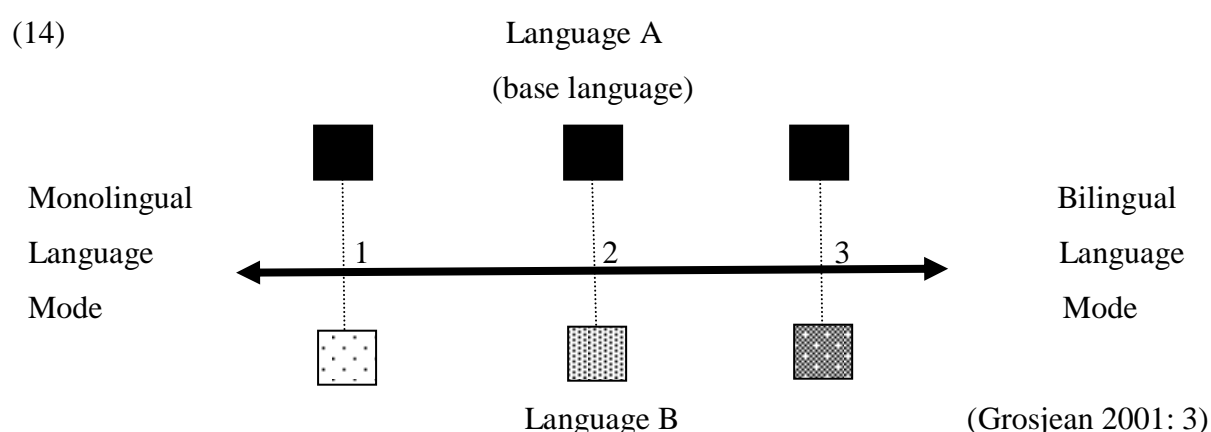 (14) Language A
(base language)
Monolingual Bilingual
Language 1 2 3 Language
Mode Mode
Language B (Grosjean 2001: 3)